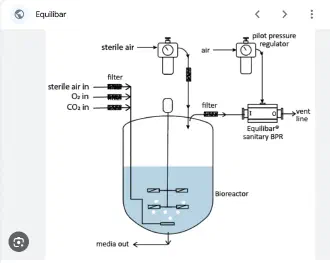 Equilibar
pilot pressure
regulator
sterile air
air
filter
sterile air in
O₂ in
CO₂ in
filter
1 O
vent
line
Equilibar®
sanitary BPR
Bioreactor
media out